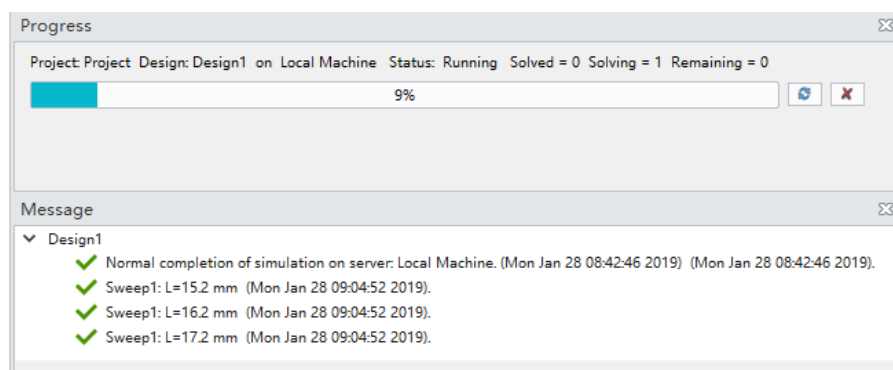 Progress
Project: Project Design: Design1 on Local Machine Status: Running Solved = 0 Solving = 1 Remaining = 0
9%
Message
Design1
Normal completion of simulation on server: Local Machine. (Mon Jan 28 08:42:46 2019) (Mon Jan 28 08:42:46 2019).
Sweep1: L=15.2 mm (Mon Jan 28 09:04:52 2019).
Sweep1: L=16.2 mm (Mon Jan 28 09:04:52 2019).
Sweep1: L=17.2 mm (Mon Jan 28 09:04:52 2019).